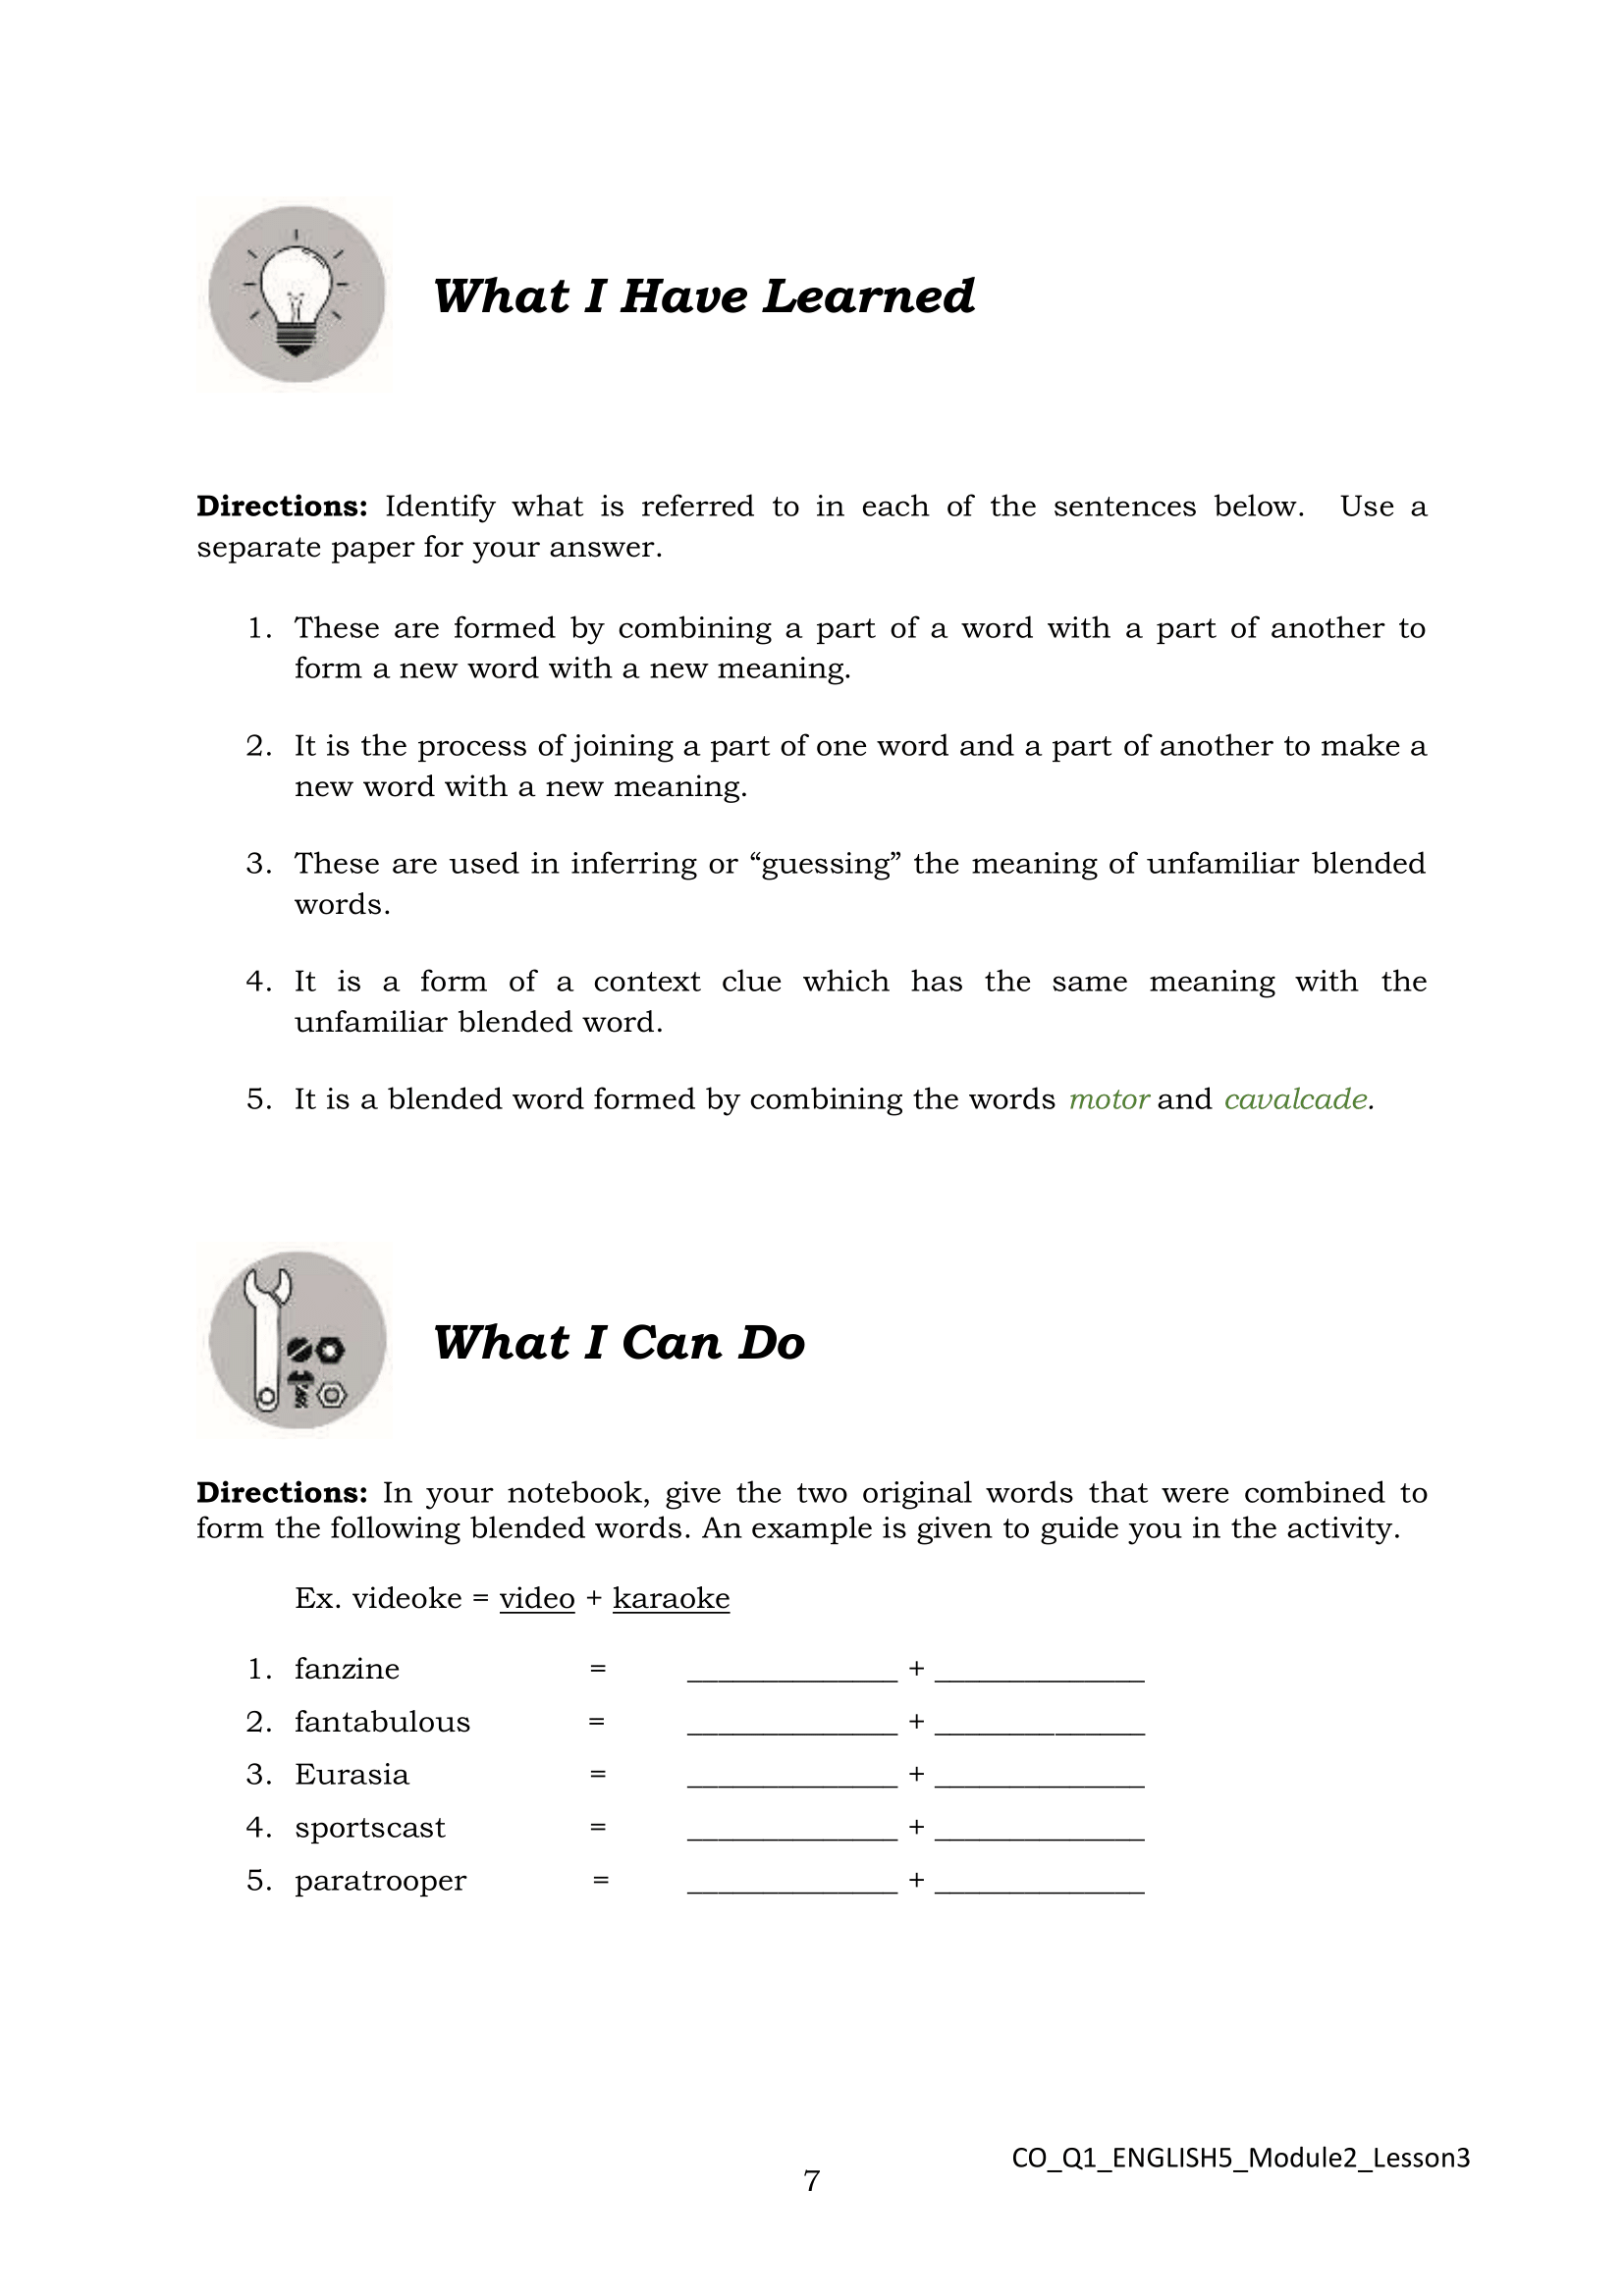 What I Have Learned
Directions: Identify what is referred to in each of the sentences below. Use a
separate paper for your answer.
1. These are formed by combining a part of a word with a part of another to
form a new word with a new meaning.
2. It is the process of joining a part of one word and a part of another to make a
new word with a new meaning.
3. These are used in inferring or “guessing” the meaning of unfamiliar blended
words.
4. It is a form of a context clue which has the same meaning with the
unfamiliar blended word.
5. It is a blended word formed by combining the words motor and cavalcade.
What I Can Do
Directions: In your notebook, give the two original words that were combined to
form the following blended words. An example is given to guide you in the activity.
Ex. videoke = video + karaoke
1. fanzine = ______________ + ______________
2. fantabulous = ______________ + ______________
3. Eurasia = ______________ + ______________
4. sportscast = ______________ + ______________
5. paratrooper = ______________ + ______________
CO_Q1_ENGLISH5_Module2_Lesson3
7